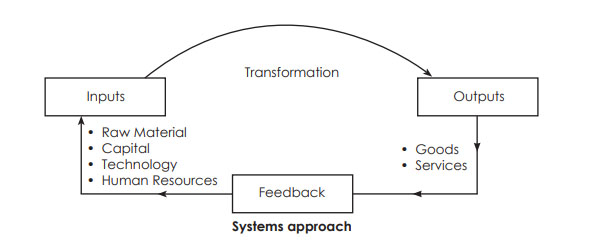 Transformation
Inputs
Outputs
• Raw Material
• Capital
• Technology
• Human Resources
• Goods
• Services
Feedback
Systems approach